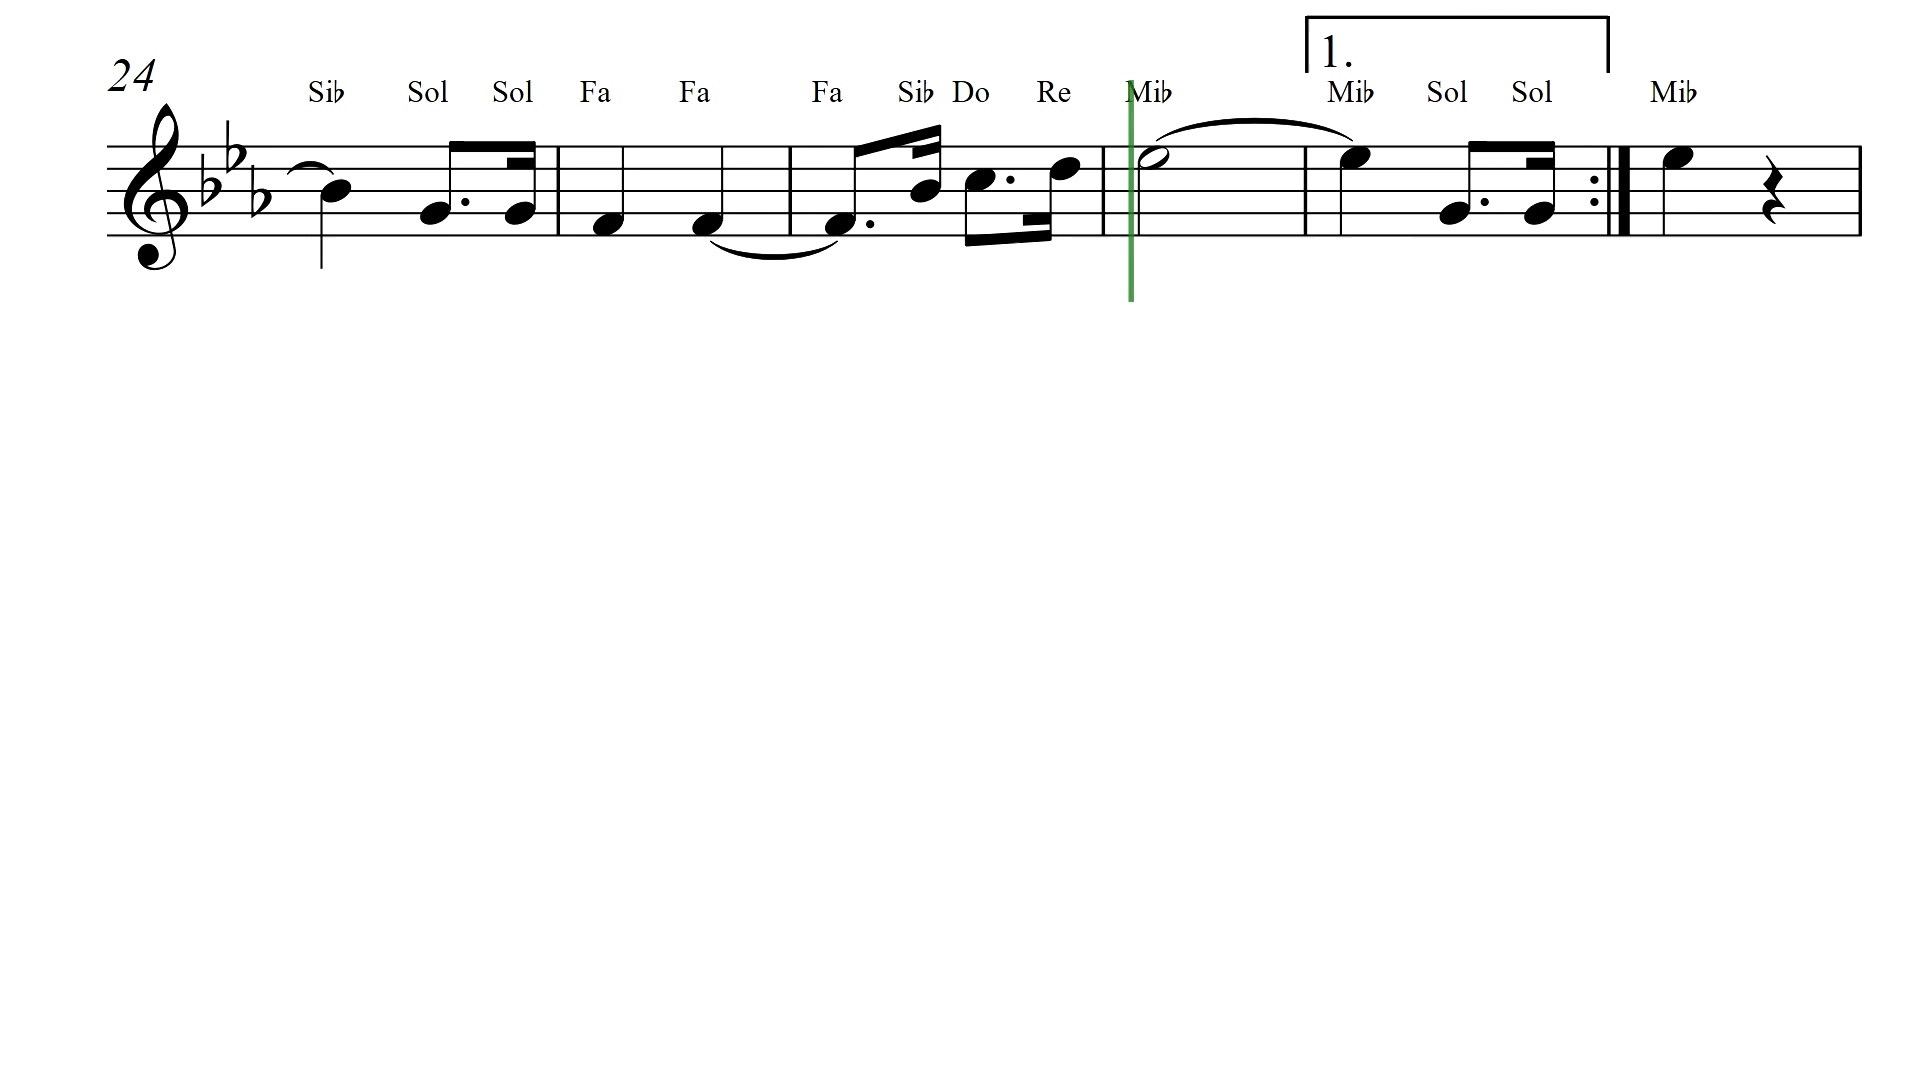 1.
24
Si♭ Sol Sol Fa Fa Fa Si♭ Do Re Mi♭ Mi♭ Sol Sol Mi♭